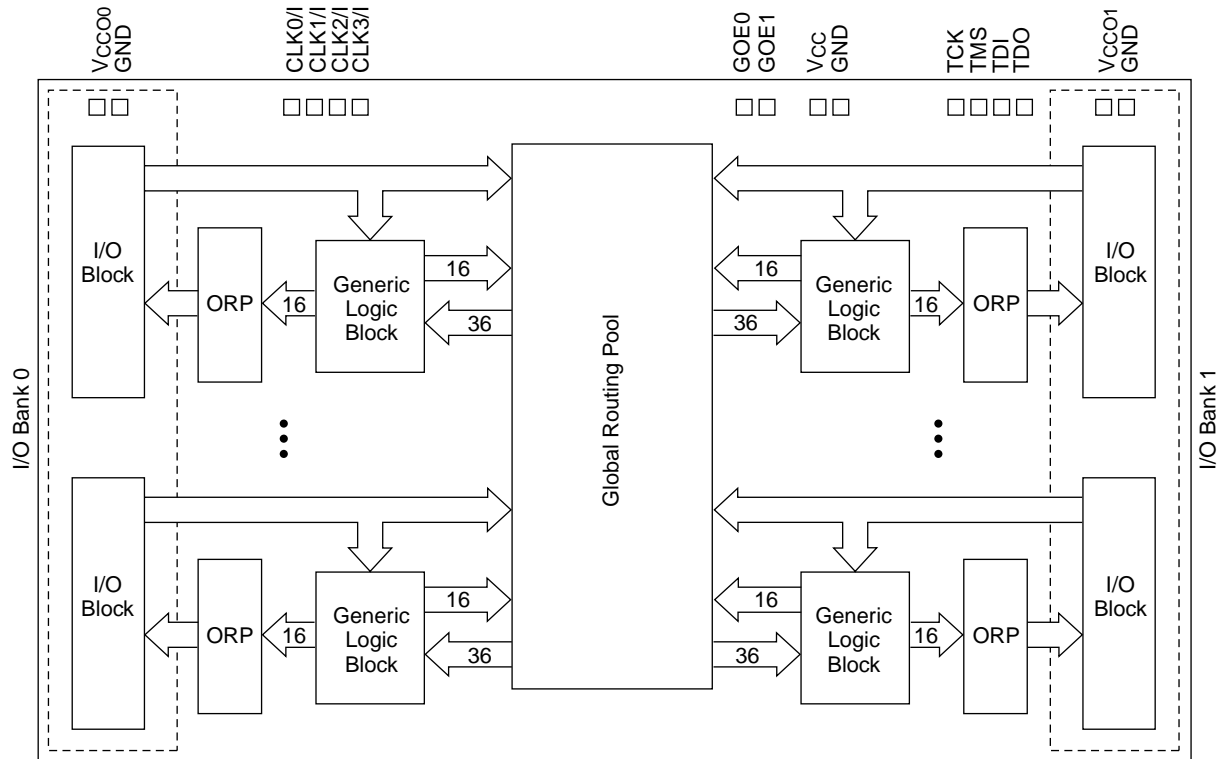 VCCO0
GND
CLK0/I
CLK1/I
CLK2/I
CLK3/I
GOE0
GOE1
VCC
GND
TCK
TMS
TDI
TDO
VCCO1
GND
I/O Bank 0
I/O
Block
ORP
16
Generic
Logic
Block
16
36
Global Routing Pool
16
36
Generic
Logic
Block
16
ORP
I/O
Block
I/O Bank 1
I/O
Block
ORP
16
Generic
Logic
Block
16
36
16
36
Generic
Logic
Block
16
ORP
I/O
Block